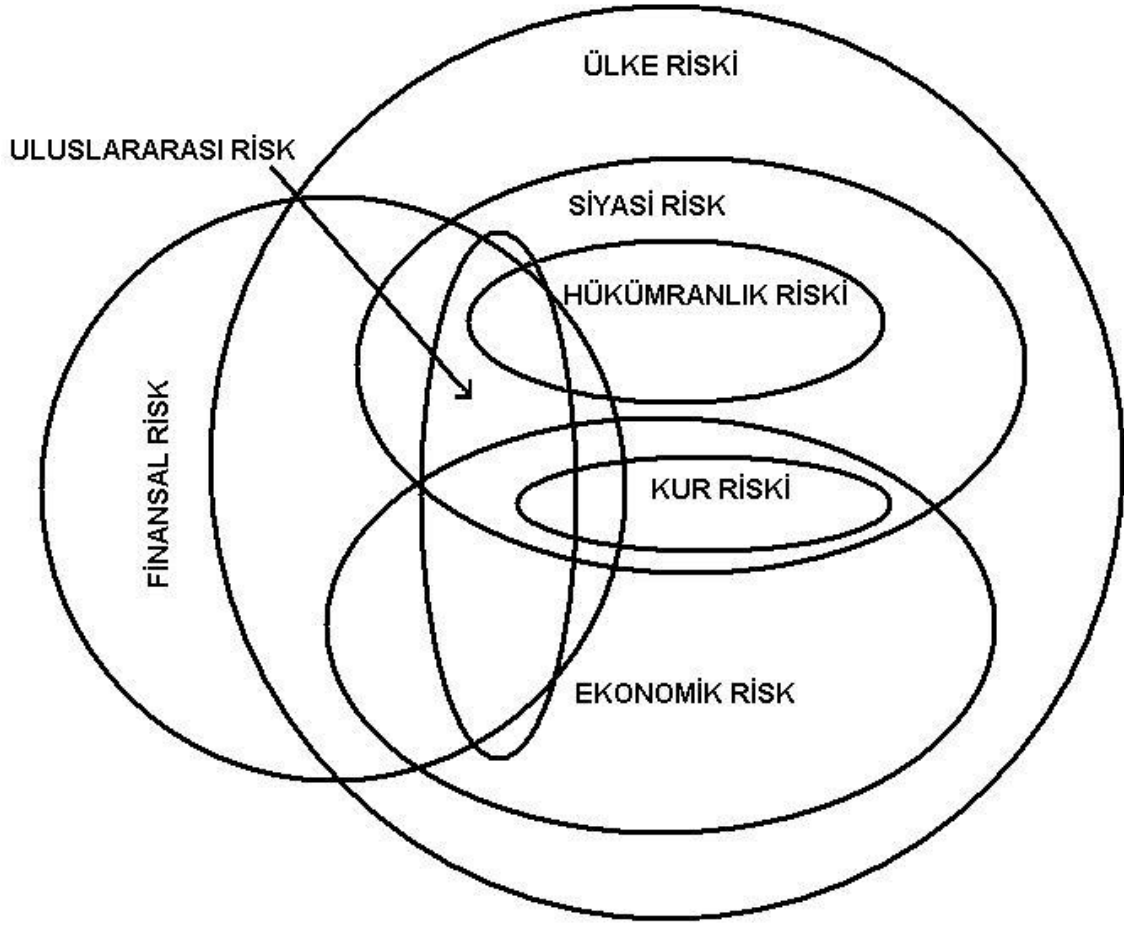 ÜLKE RİSKİ
ULUSLARARASI RİSK
SİYASİ RİSK
HÜKÜMRANLIK RİSKİ
FİNANSAL RİSK
KUR RİSKİ
EKONOMİK RİSK